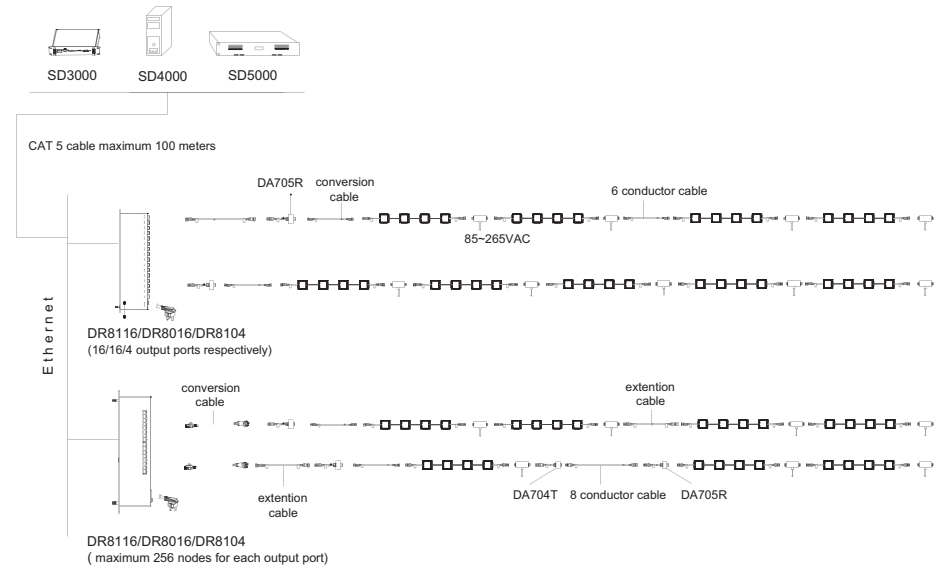 SD3000
SD4000
SD5000
CAT 5 cable maximum 100 meters
DA705R
conversion
cable
6 conductor cable
85~265VAC
Ethernet
DR8116/DR8016/DR8104
(16/16/4 output ports respectively)
conversion
cable
extention
cable
extention
cable
DA704T
8 conductor cable
DA705R
DR8116/DR8016/DR8104
( maximum 256 nodes for each output port)